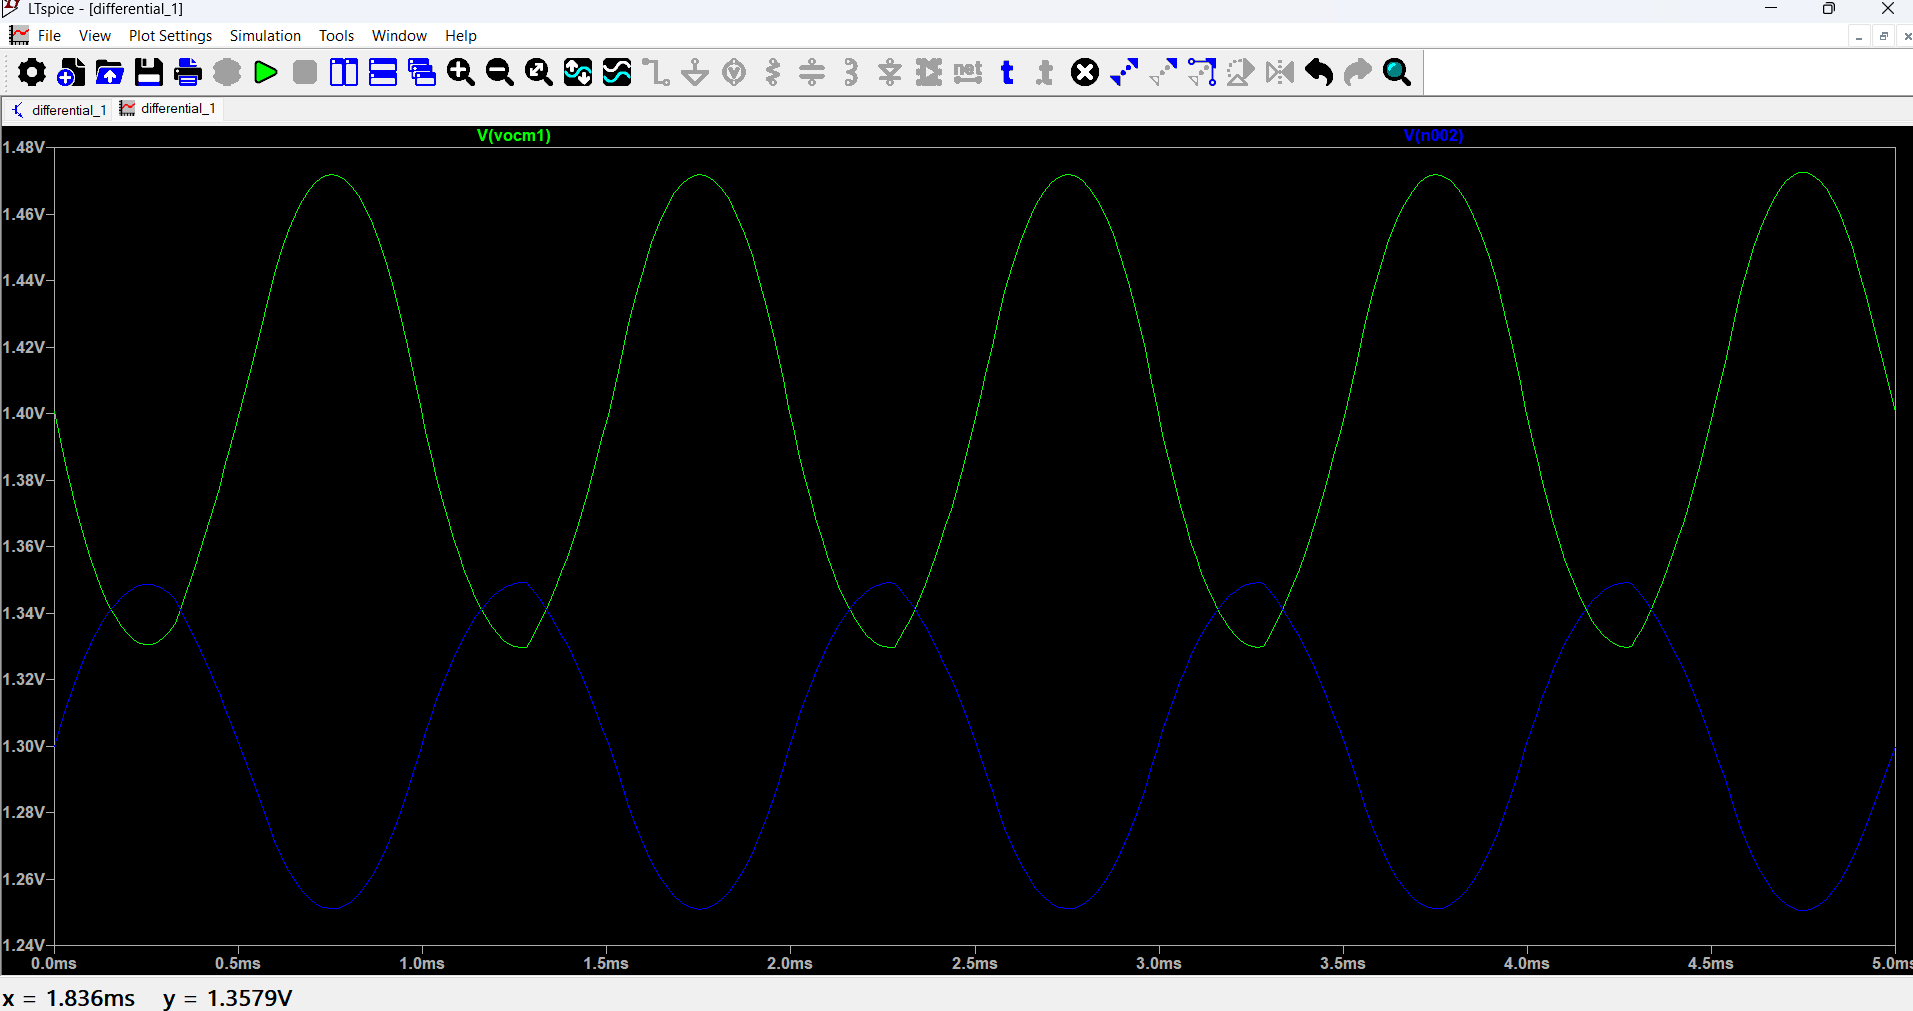 LTspice - [differential_1]
File View Plot Settings Simulation Tools Window Help
net t t
differential_1 differential_1
V(vocm1) V(n002)
1.48V
1.46V
1.44V
1.42V
1.40V
1.38V
1.36V
1.34V
1.32V
1.30V
1.28V
1.26V
1.24V
0.0ms 0.5ms 1.0ms 1.5ms 2.0ms 2.5ms 3.0ms 3.5ms 4.0ms 4.5ms 5.0ms
x = 1.836ms y = 1.3579V